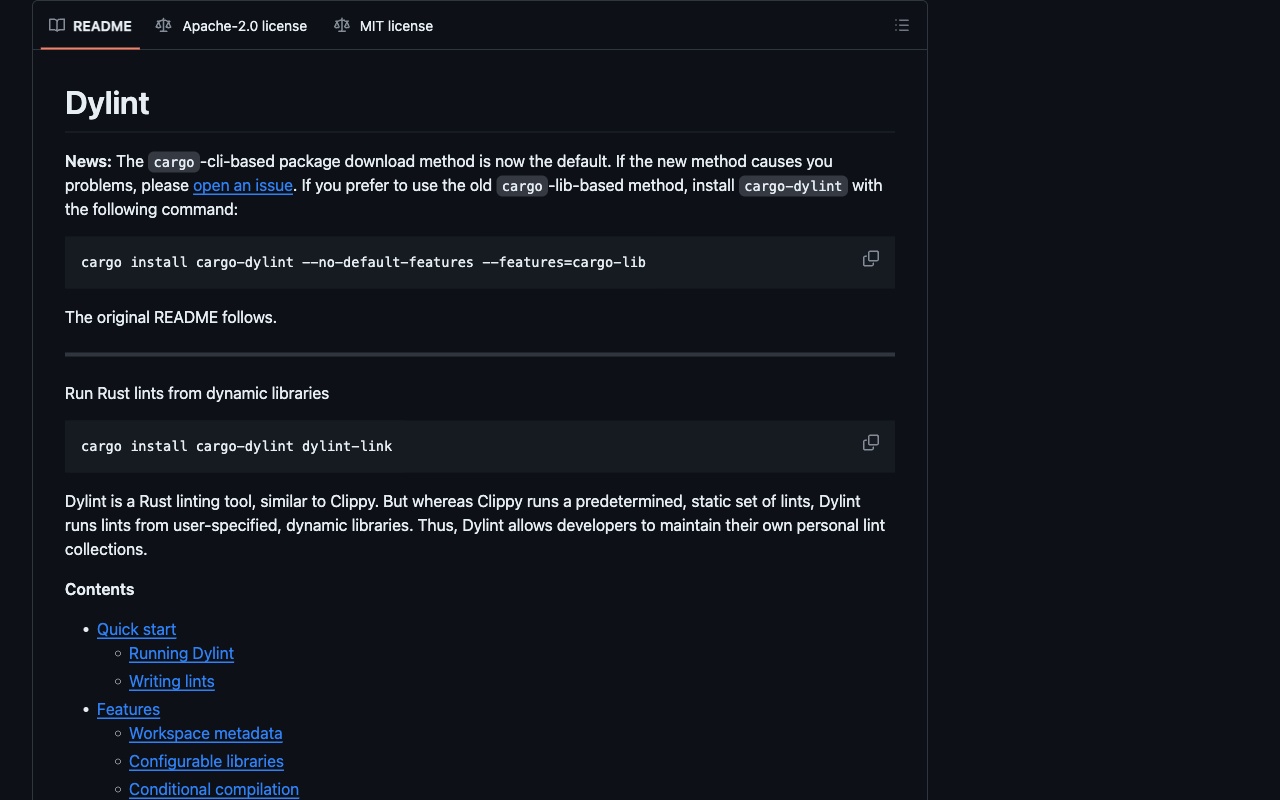 README
Apache-2.0 license
MIT license
Dylint
News: The cargo-cli-based package download method is now the default. If the new method causes you
problems, please open an issue. If you prefer to use the old cargo-lib-based method, install cargo-dylint with
the following command:
cargo install cargo-dylint --no-default-features --features=cargo-lib
The original README follows.
Run Rust lints from dynamic libraries
cargo install cargo-dylint dylint-link
Dylint is a Rust linting tool, similar to Clippy. But whereas Clippy runs a predetermined, static set of lints, Dylint
runs lints from user-specified, dynamic libraries. Thus, Dylint allows developers to maintain their own personal lint
collections.
Contents
Quick start
Running Dylint
Writing lints
Features
Workspace metadata
Configurable libraries
Conditional compilation